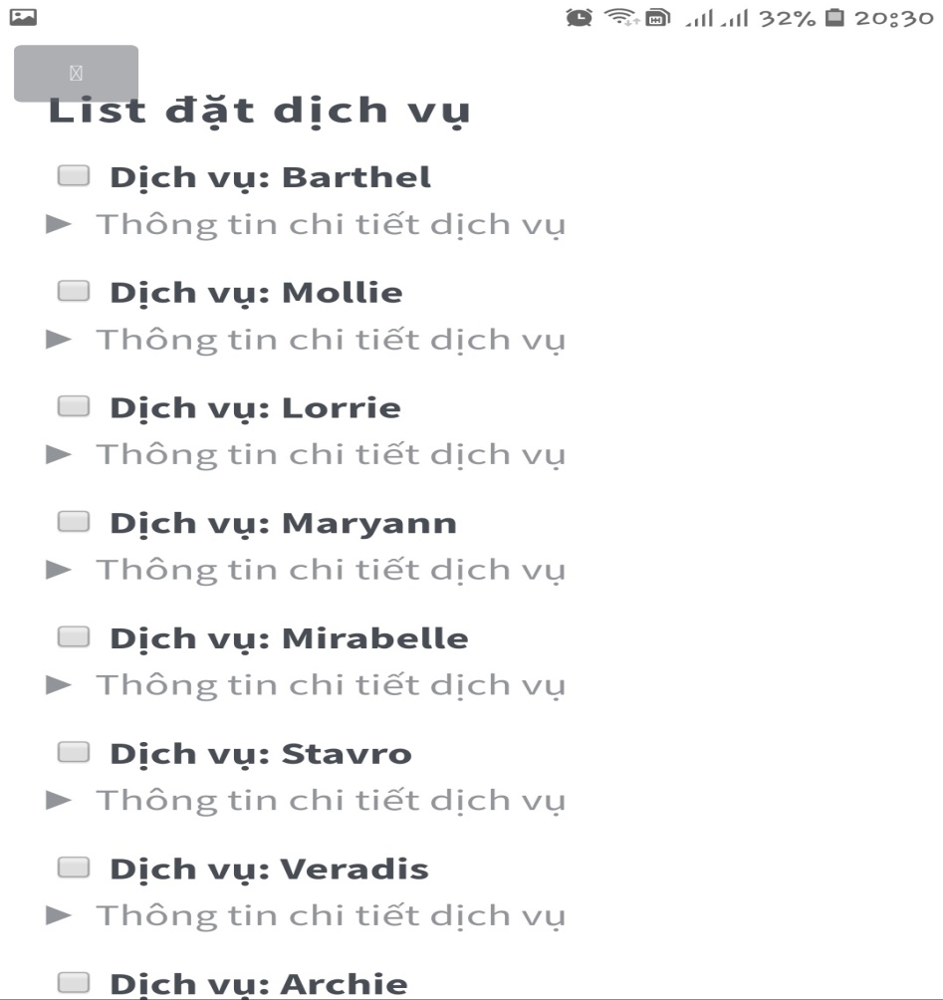 32% 20:30
List đặt dịch vụ
Dịch vụ: Barthel
Thông tin chi tiết dịch vụ
Dịch vụ: Mollie
Thông tin chi tiết dịch vụ
Dịch vụ: Lorrie
Thông tin chi tiết dịch vụ
Dịch vụ: Maryann
Thông tin chi tiết dịch vụ
Dịch vụ: Mirabelle
Thông tin chi tiết dịch vụ
Dịch vụ: Stavro
Thông tin chi tiết dịch vụ
Dịch vụ: Veradis
Thông tin chi tiết dịch vụ
Dịch vụ: Archie